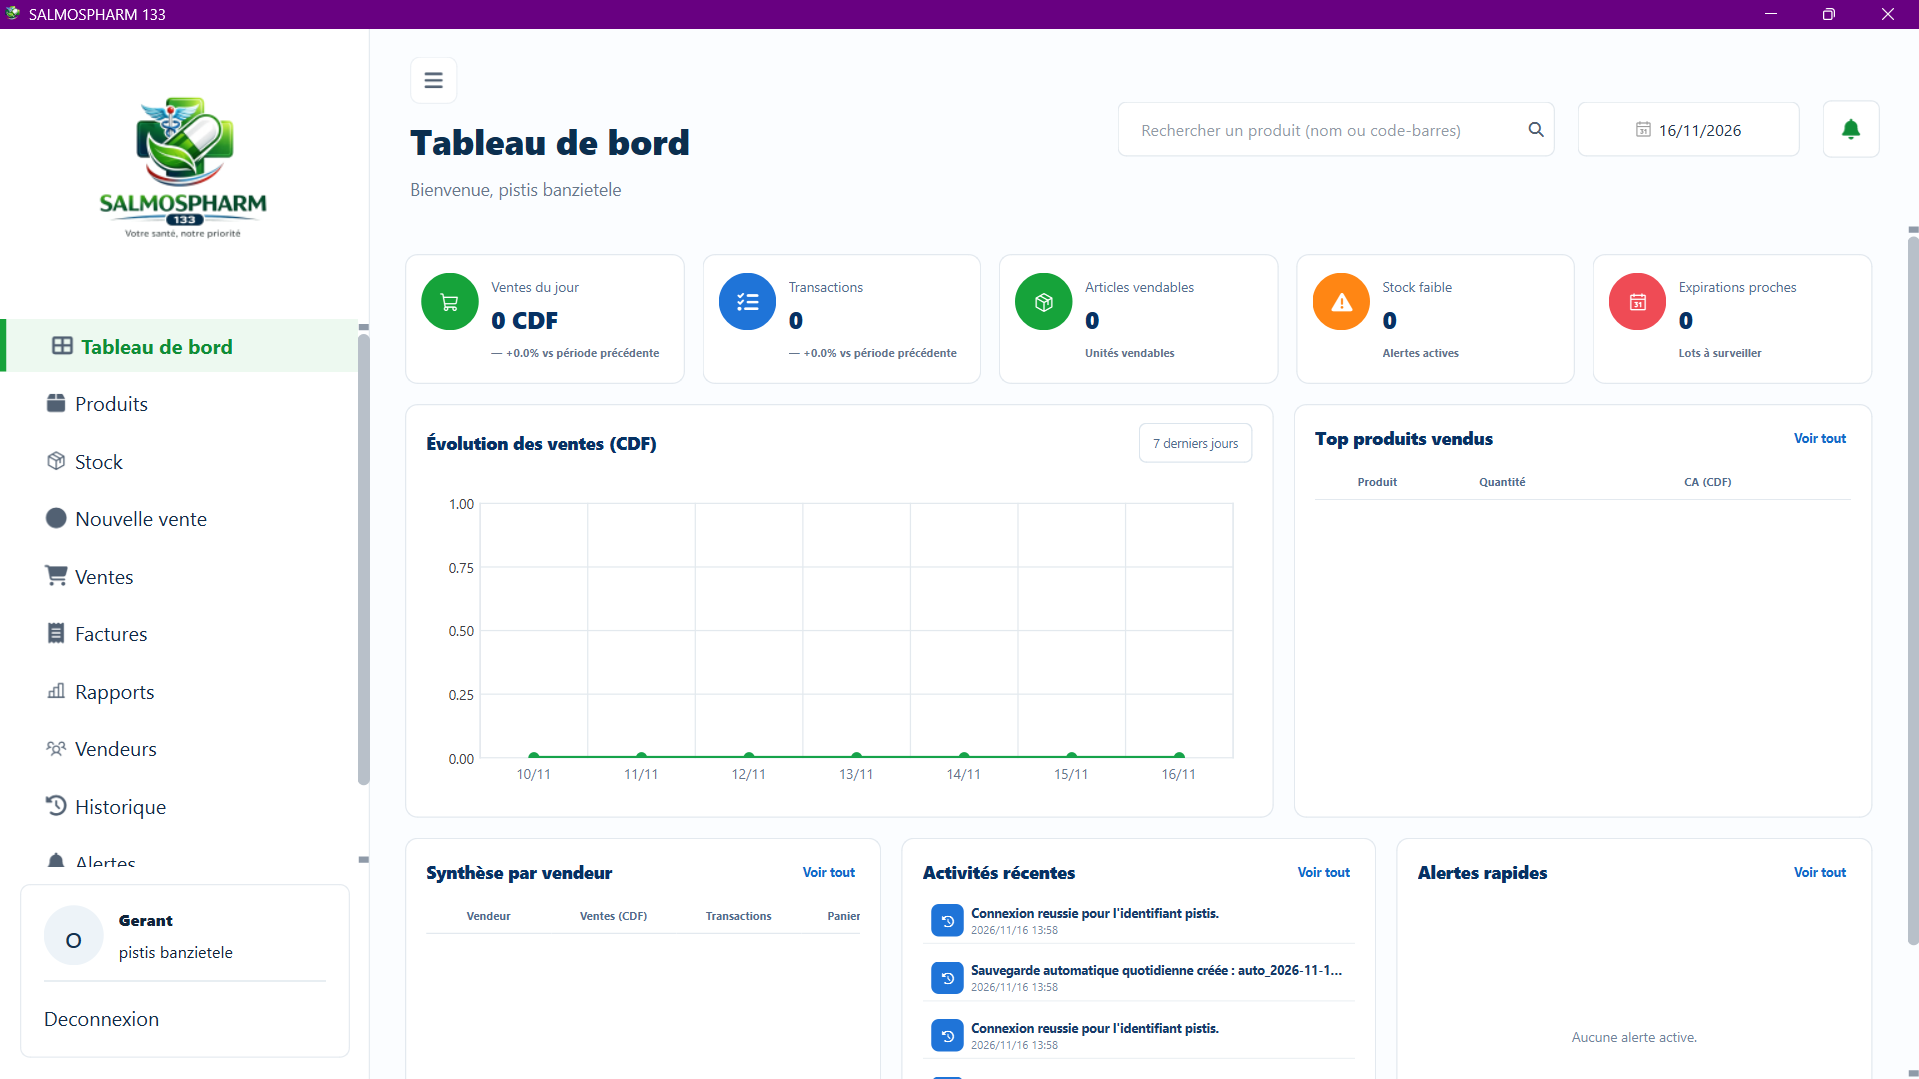 SALMOSPHARM 133
SALMOSPHARM
133
Votre santé, notre priorité
Tableau de bord
Produits
Stock
Nouvelle vente
Ventes
Factures
Rapports
Vendeurs
Historique
Alertes
Gerant
O
pistis banzietele
Deconnexion
Tableau de bord
Bienvenue, pistis banzietele
Rechercher un produit (nom ou code-barres)
31 16/11/2026
Ventes du jour
0 CDF
— +0.0% vs période précédente
Transactions
0
— +0.0% vs période précédente
Articles vendables
0
Unités vendables
Stock faible
0
Alertes actives
31
Expirations proches
0
Lots à surveiller
Évolution des ventes (CDF)
7 derniers jours
1.00
0.75
0.50
0.25
0.00
10/11 11/11 12/11 13/11 14/11 15/11 16/11
Top produits vendus
Voir tout
Produit Quantité CA (CDF)
Synthèse par vendeur
Voir tout
Vendeur Ventes (CDF) Transactions Panier
Activités récentes
Voir tout
Connexion reussie pour l'identifiant pistis.
2026/11/16 13:58
Sauvegarde automatique quotidienne créée : auto_2026-11-1...
2026/11/16 13:58
Connexion reussie pour l'identifiant pistis.
2026/11/16 13:58
Alertes rapides
Voir tout
Aucune alerte active.